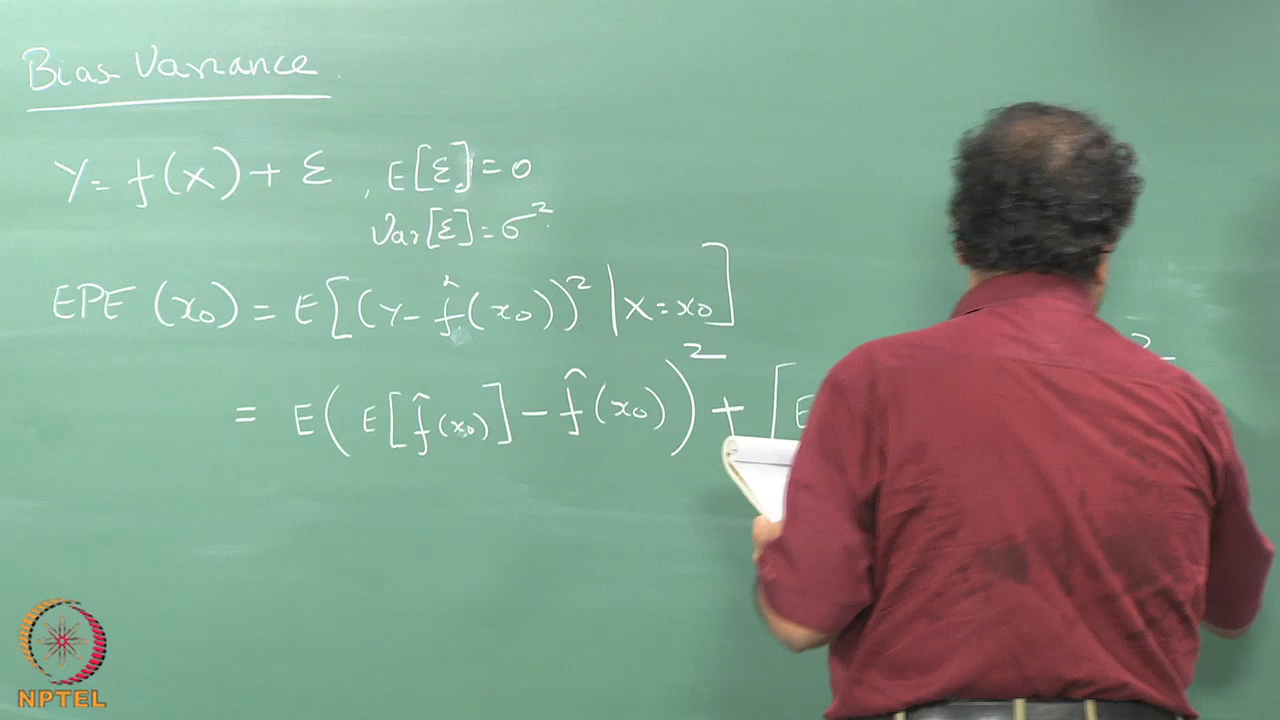 Bias Variance
Y = f(x) + ε , E[ε] = 0
Var[ε] = σ²
EPE (x₀) = E[(Y - f̂(x₀))² | X = x₀]
= E(E[f̂(x₀)] - f̂(x₀))² + [E
NPTEL